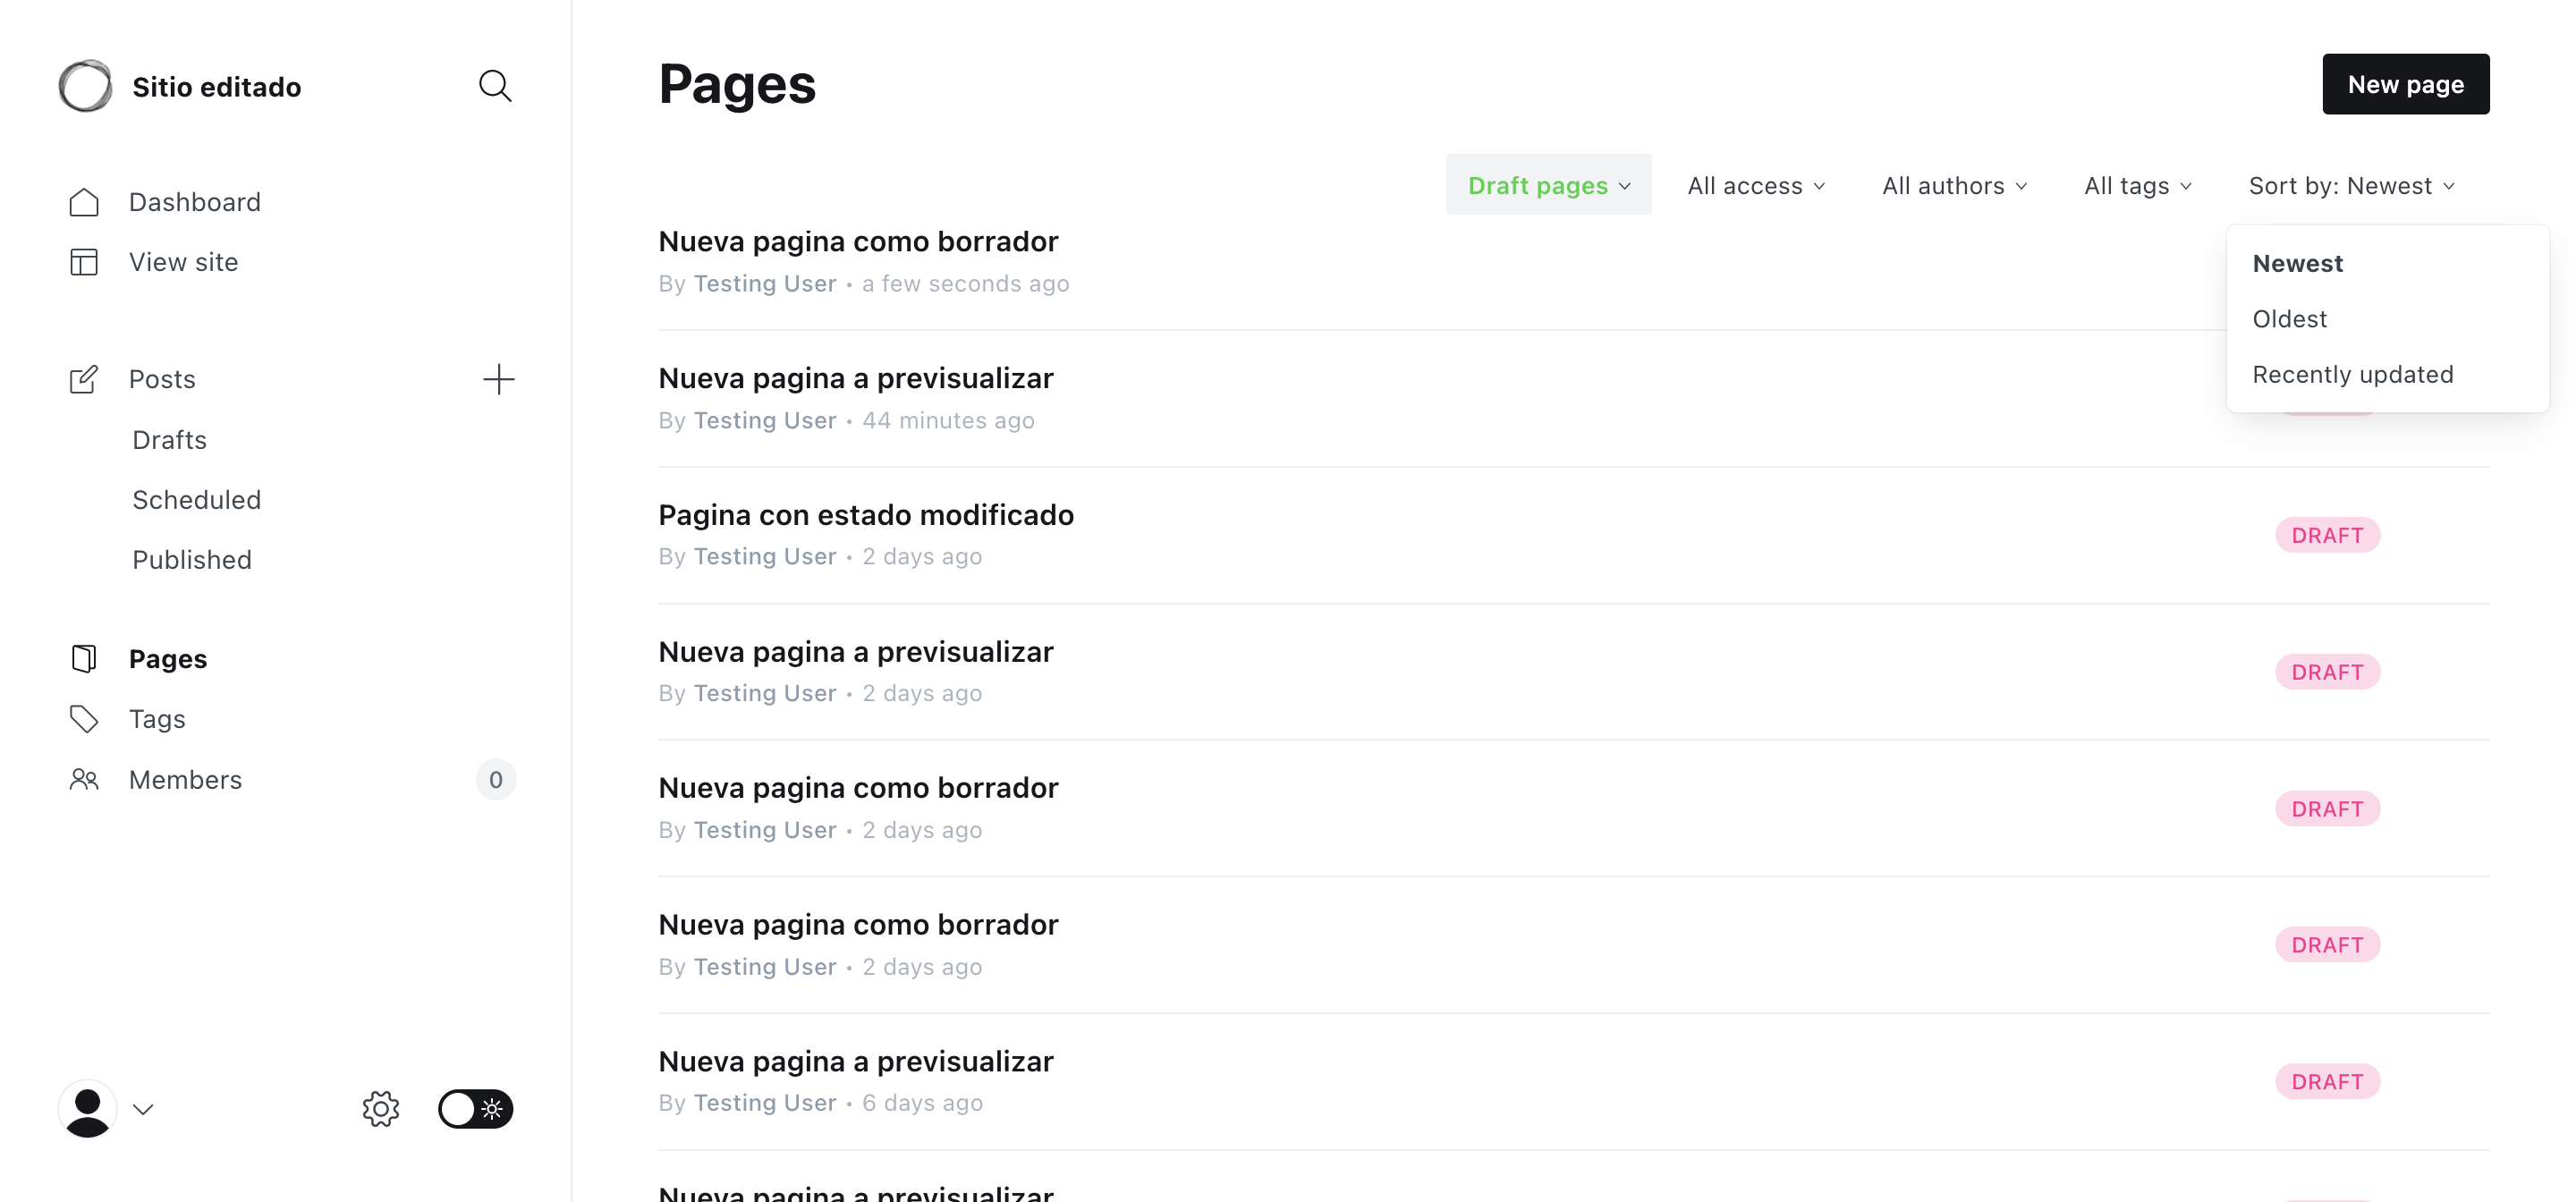 Sitio editado
Dashboard
View site
Posts
Drafts
Scheduled
Published
Pages
Tags
Members
0
Pages
New page
Draft pages
All access
All authors
All tags
Sort by: Newest
Newest
Oldest
Recently updated
Nueva pagina como borrador
By Testing User • a few seconds ago
Nueva pagina a previsualizar
By Testing User • 44 minutes ago
Pagina con estado modificado
By Testing User • 2 days ago
DRAFT
Nueva pagina a previsualizar
By Testing User • 2 days ago
DRAFT
Nueva pagina como borrador
By Testing User • 2 days ago
DRAFT
Nueva pagina como borrador
By Testing User • 2 days ago
DRAFT
Nueva pagina a previsualizar
By Testing User • 6 days ago
DRAFT
Nueva pagina a previsualizar